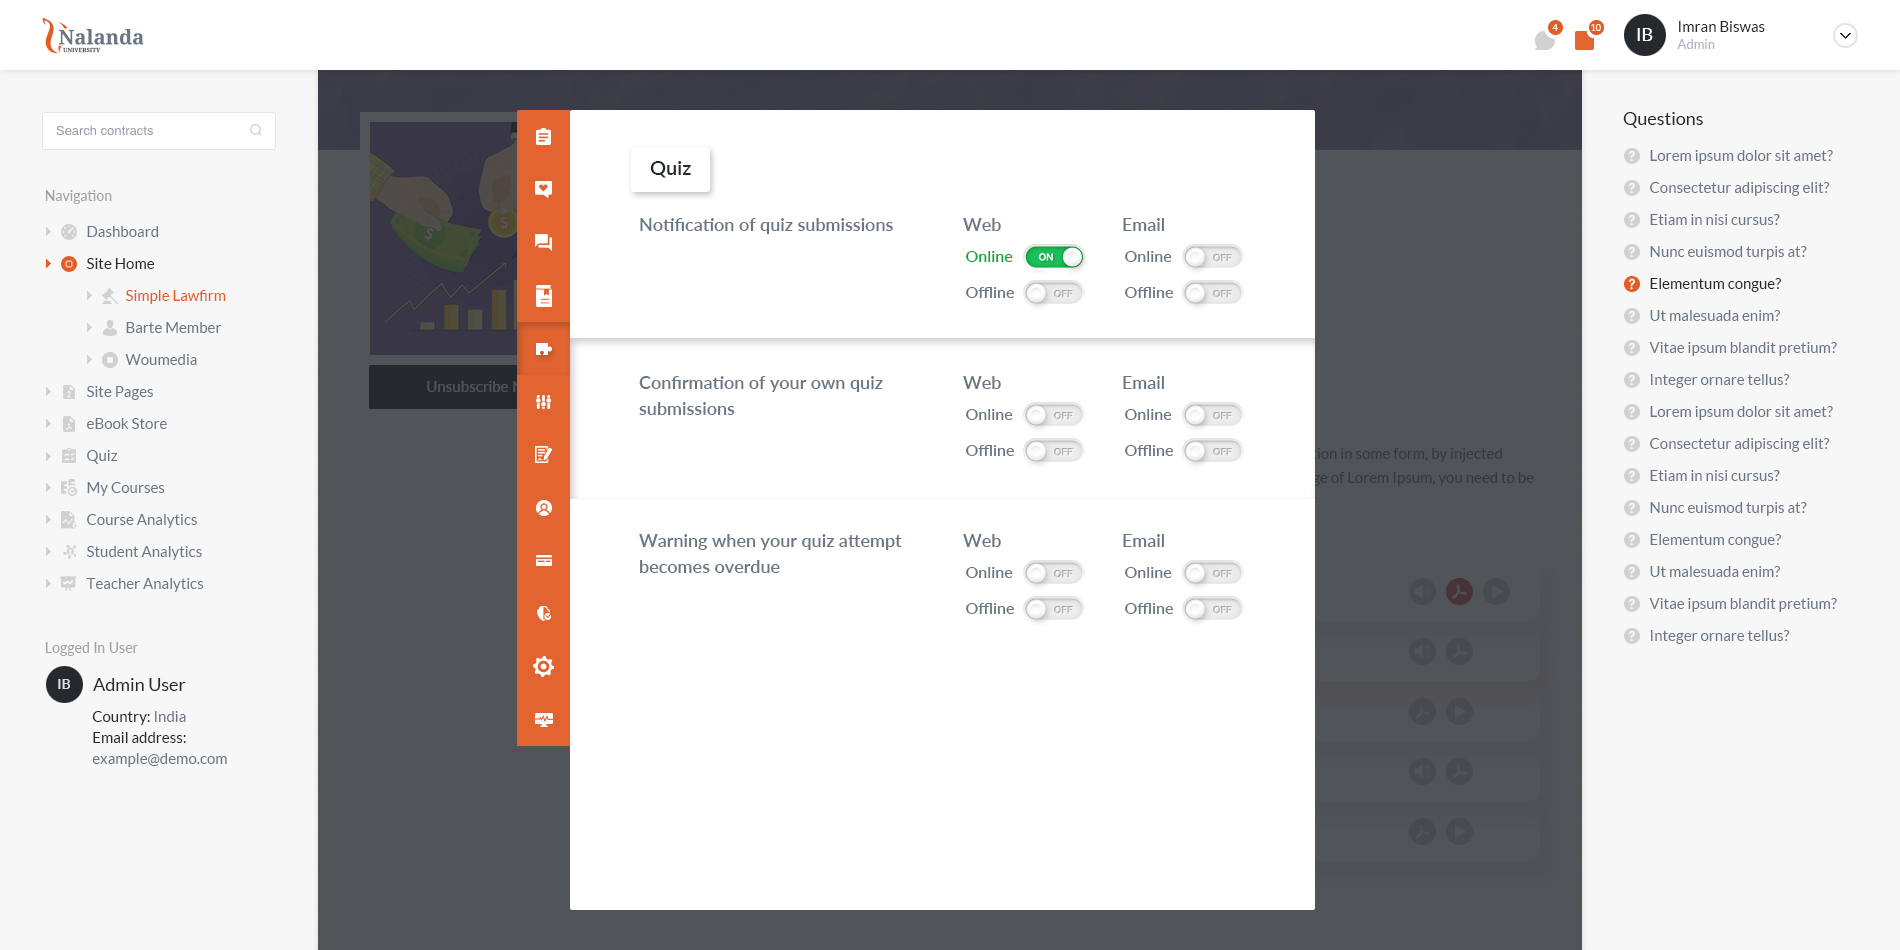 Nalanda
UNIVERSITY
4
10
IB
Imran Biswas
Admin
Search contracts
Navigation
Dashboard
Site Home
Simple Lawfirm
Barte Member
Woumedia
Site Pages
eBook Store
Quiz
My Courses
Course Analytics
Student Analytics
Teacher Analytics
Logged In User
IB
Admin User
Country: India
Email address:
example@demo.com
Unsubscribe
Quiz
Notification of quiz submissions
Web
Email
Online ON
Online OFF
Offline OFF
Offline OFF
Confirmation of your own quiz
submissions
Web
Email
Online OFF
Online OFF
Offline OFF
Offline OFF
Warning when your quiz attempt
becomes overdue
Web
Email
Online OFF
Online OFF
Offline OFF
Offline OFF
in some form, by injected
of Lorem Ipsum, you need to be
Questions
Lorem ipsum dolor sit amet?
Consectetur adipiscing elit?
Etiam in nisi cursus?
Nunc euismod turpis at?
Elementum congue?
Ut malesuada enim?
Vitae ipsum blandit pretium?
Integer ornare tellus?
Lorem ipsum dolor sit amet?
Consectetur adipiscing elit?
Etiam in nisi cursus?
Nunc euismod turpis at?
Elementum congue?
Ut malesuada enim?
Vitae ipsum blandit pretium?
Integer ornare tellus?